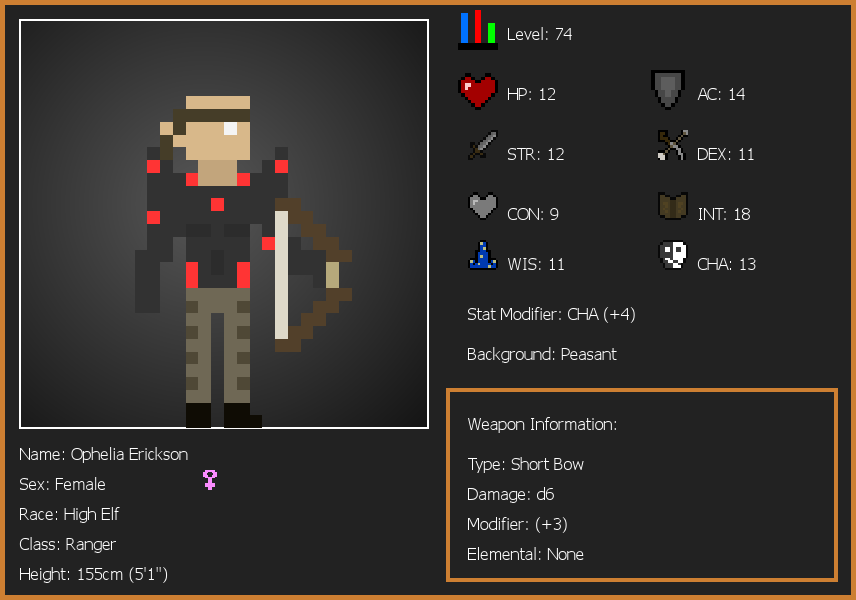 Level: 74
HP: 12
AC: 14
STR: 12
DEX: 11
CON: 9
INT: 18
WIS: 11
CHA: 13
Stat Modifier: CHA (+4)
Background: Peasant
Weapon Information:
Type: Short Bow
Damage: d6
Modifier: (+3)
Elemental: None
Name: Ophelia Erickson
Sex: Female
Race: High Elf
Class: Ranger
Height: 155cm (5'1")